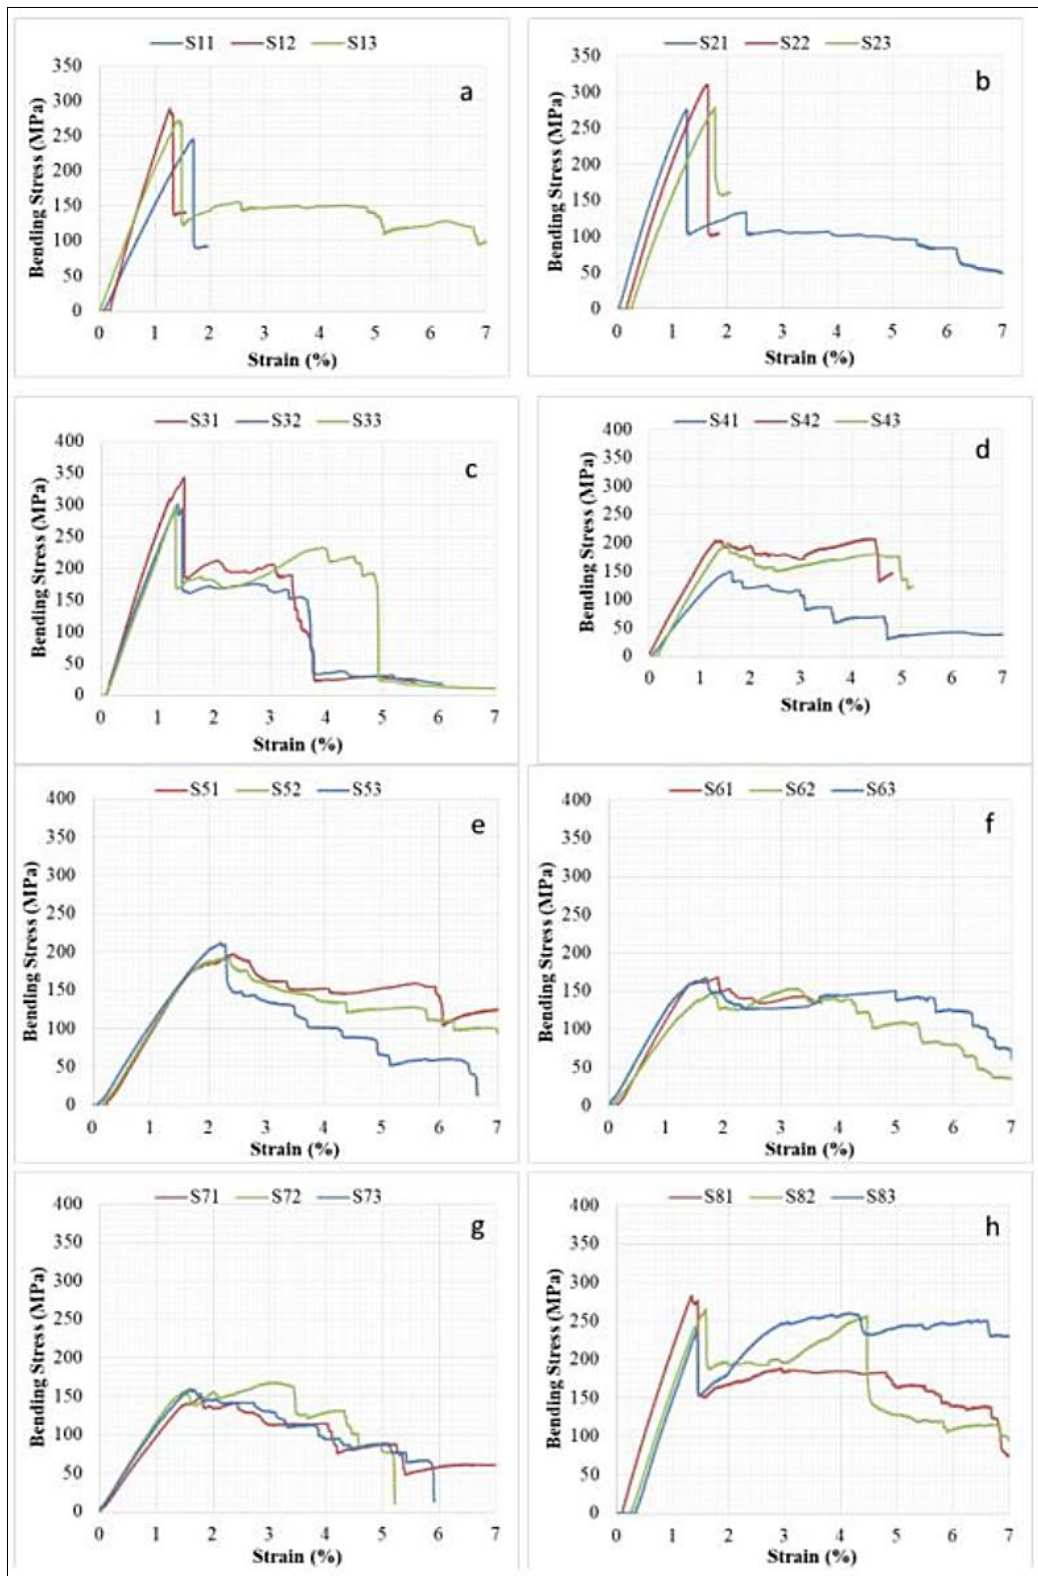 S11 S12 S13
a
350
300
250
200
150
100
50
0
Bending Stress (MPa)
0 1 2 3 4 5 6 7
Strain (%)
S21 S22 S23
b
350
300
250
200
150
100
50
0
Bending Stress (MPa)
0 1 2 3 4 5 6 7
Strain (%)
S31 S32 S33
c
400
350
300
250
200
150
100
50
0
Bending Stress (MPa)
0 1 2 3 4 5 6 7
Strain (%)
S41 S42 S43
d
400
350
300
250
200
150
100
50
0
Bending Stress (MPa)
0 1 2 3 4 5 6 7
Strain (%)
S51 S52 S53
e
400
350
300
250
200
150
100
50
0
Bending Stress (MPa)
0 1 2 3 4 5 6 7
Strain (%)
S61 S62 S63
f
400
350
300
250
200
150
100
50
0
Bending Stress (MPa)
0 1 2 3 4 5 6 7
Strain (%)
S71 S72 S73
g
400
350
300
250
200
150
100
50
0
Bending Stress (MPa)
0 1 2 3 4 5 6 7
Strain (%)
S81 S82 S83
h
400
350
300
250
200
150
100
50
0
Bending Stress (MPa)
0 1 2 3 4 5 6 7
Strain (%)